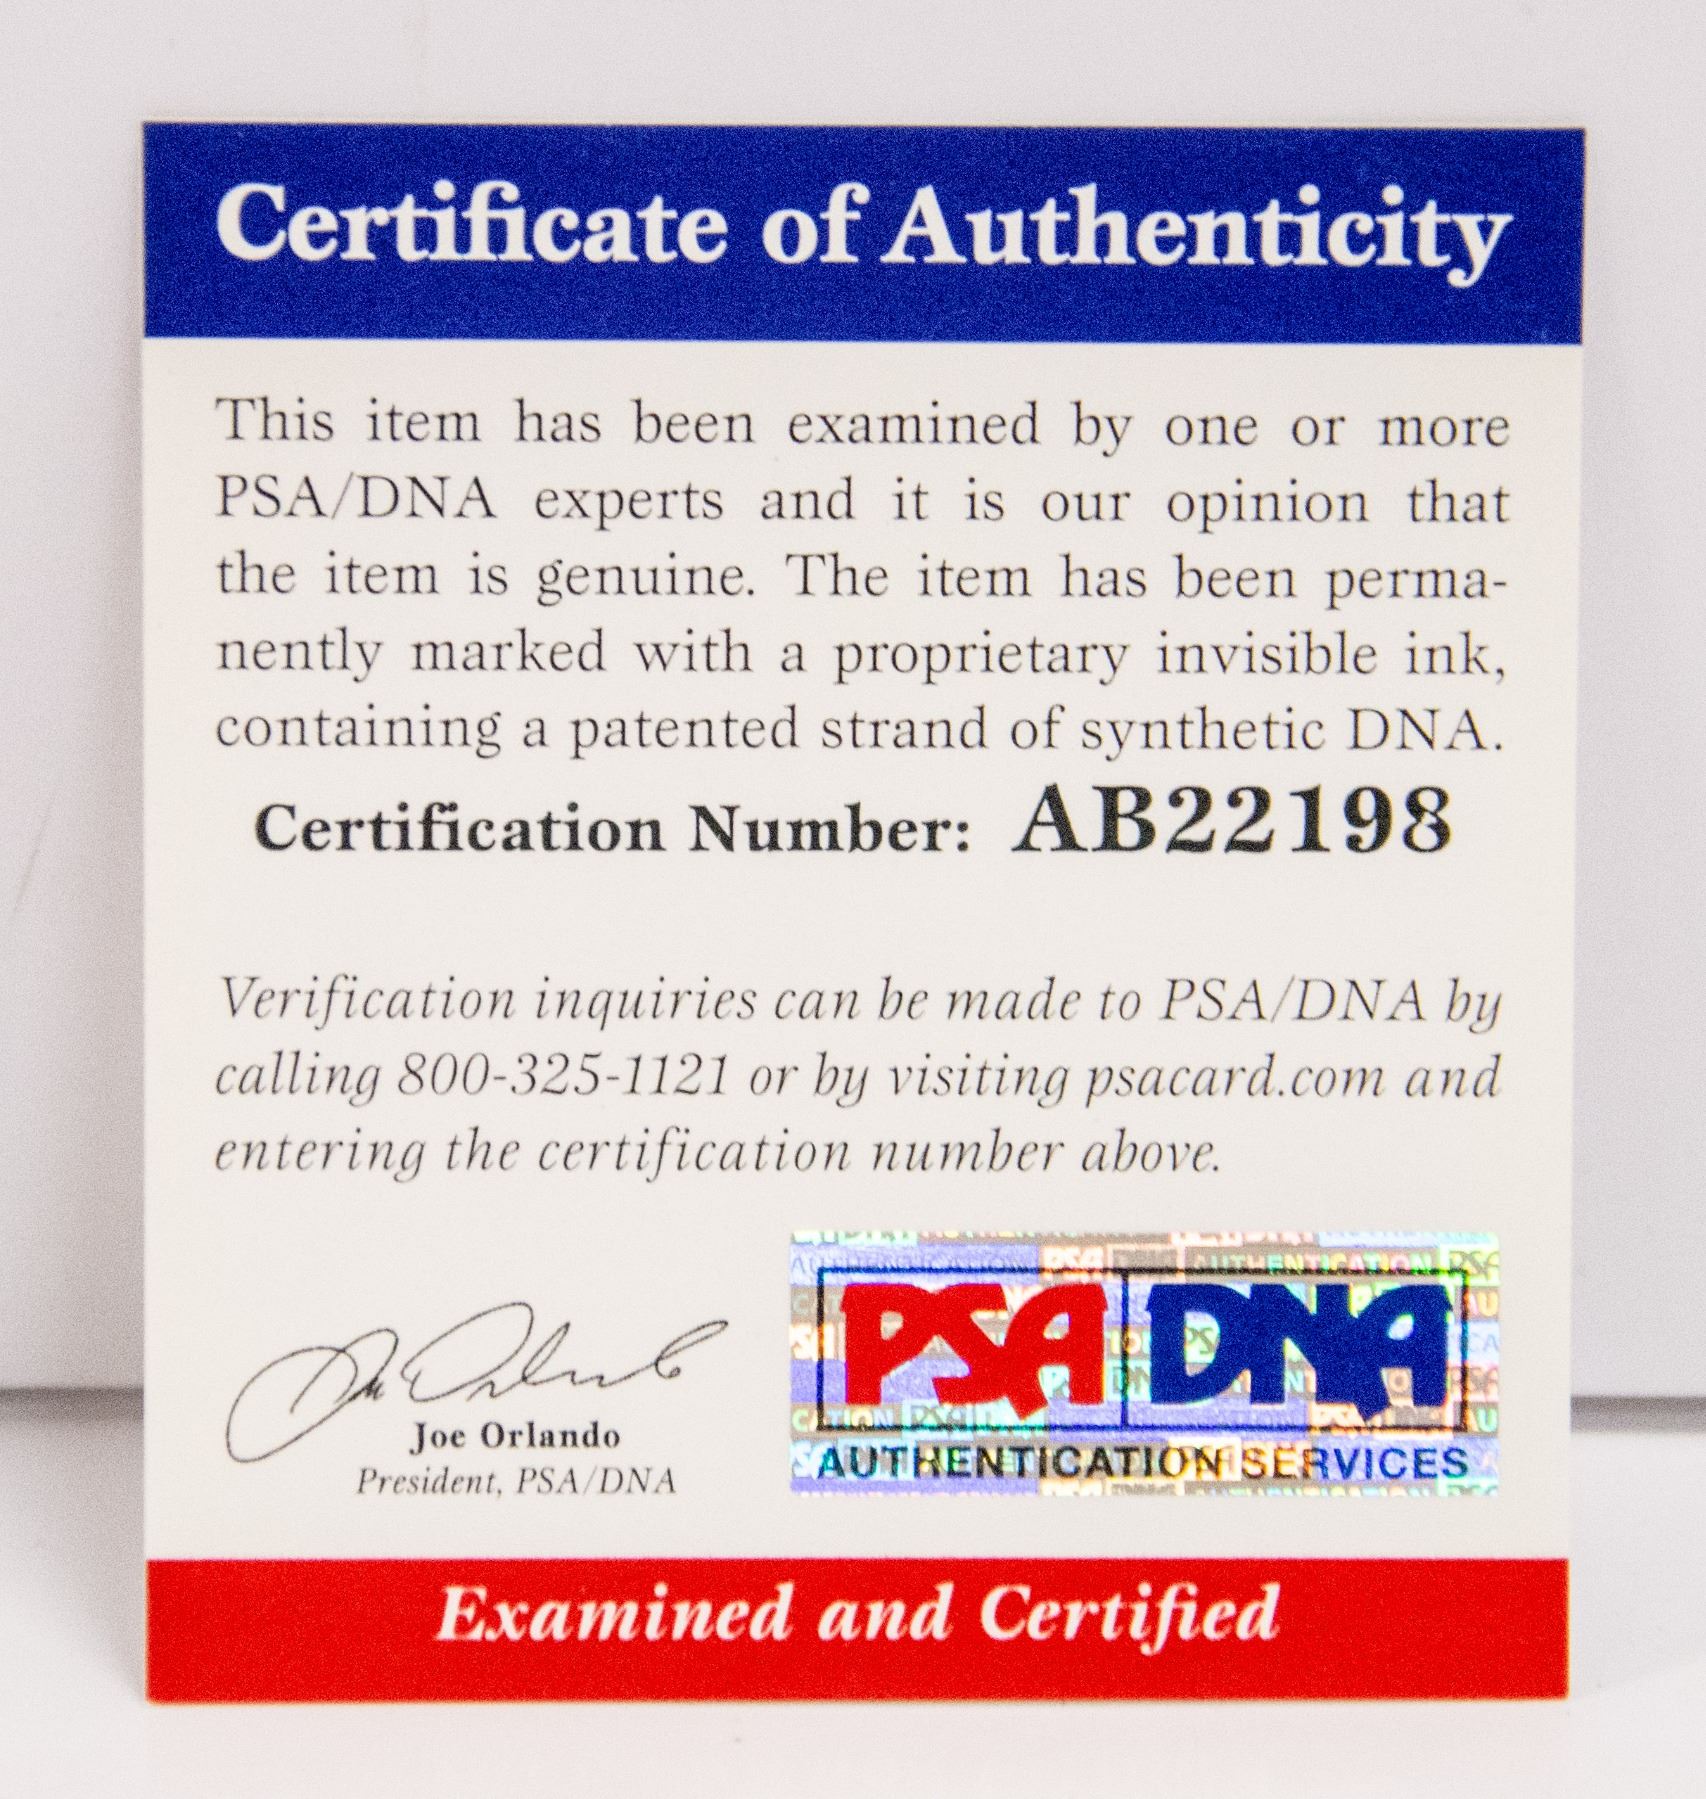 Certificate of Authenticity
This item has been examined by one or more
PSA/DNA experts and it is our opinion that
the item is genuine. The item has been perma-
nently marked with a proprietary invisible ink,
containing a patented strand of synthetic DNA.
Certification Number: AB22198
Verification inquiries can be made to PSA/DNA by
calling 800-325-1121 or by visiting psacard.com and
entering the certification number above.
Joe Orlando
President, PSA/DNA
PSA DNA
AUTHENTICATION SERVICES
Examined and Certified